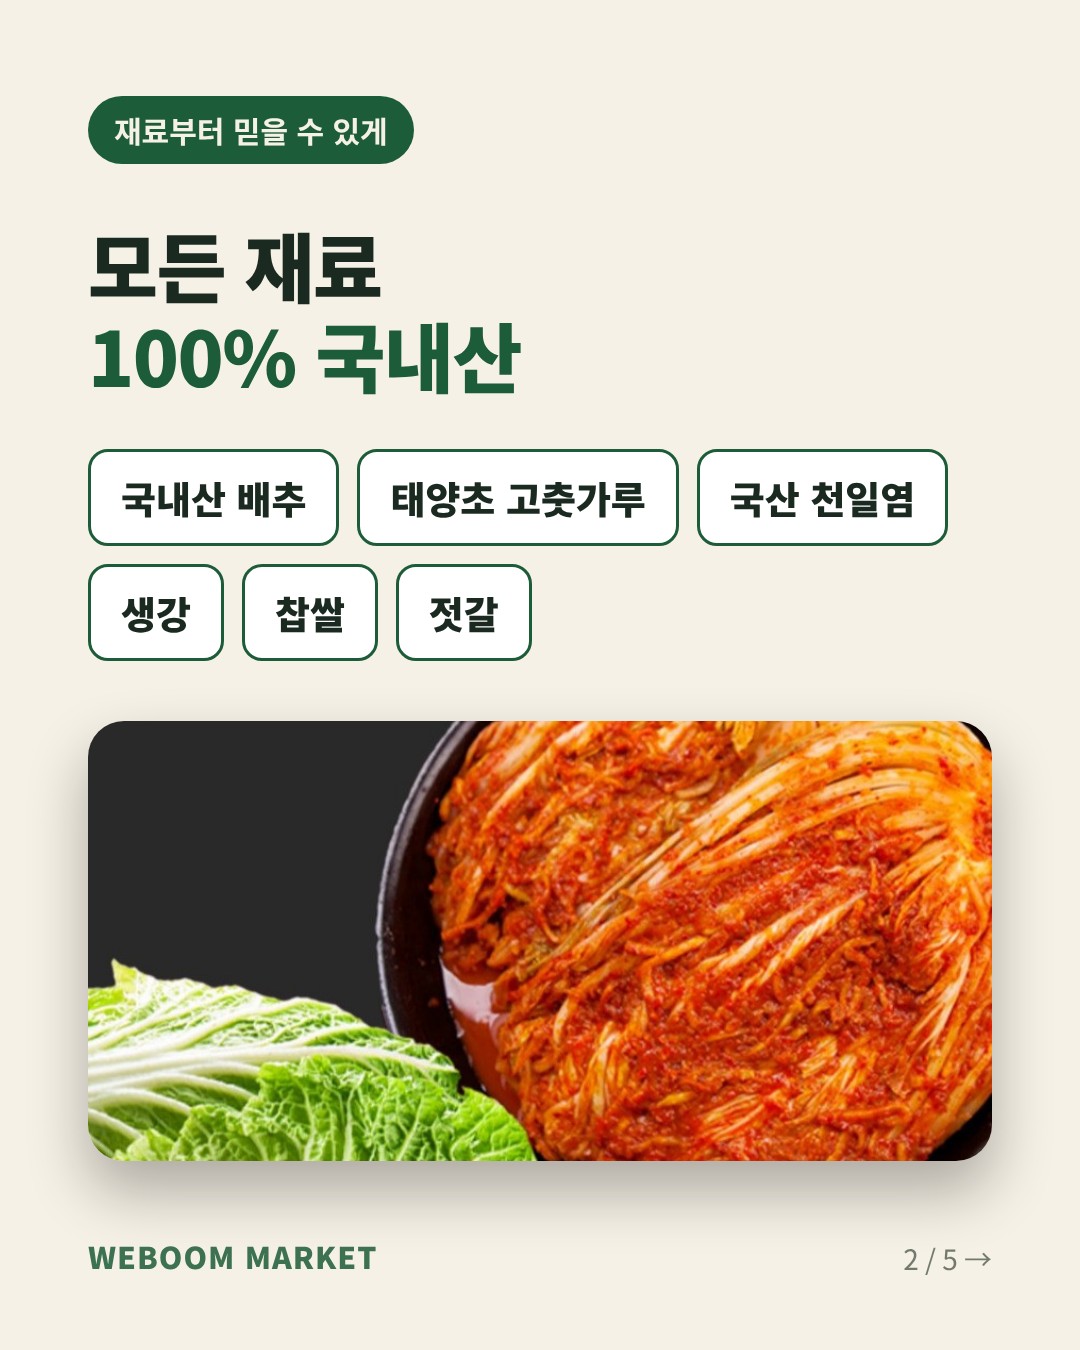 재료부터 믿을 수 있게
모든 재료
100% 국내산
국내산 배추
태양초 고춧가루
국산 천일염
생강
찹쌀
젓갈
WEBOOM MARKET
2 / 5 →